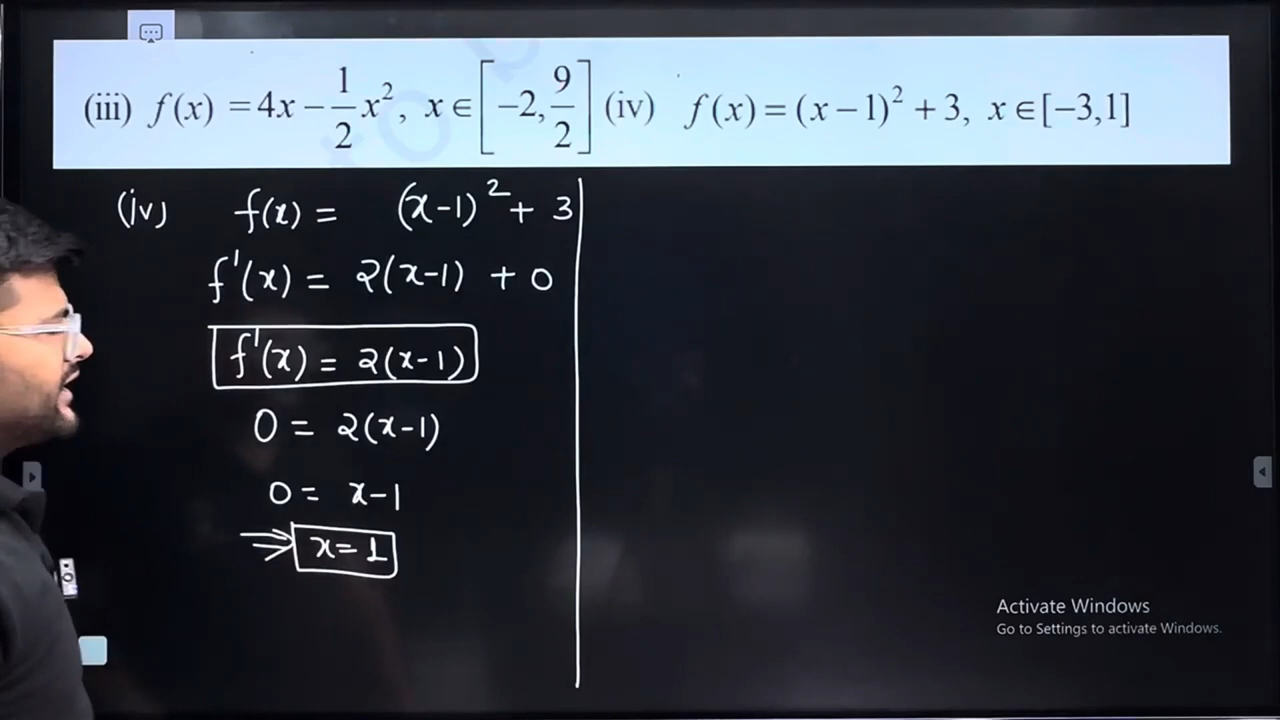 (iii) f(x) = 4x − 1/2 x², x ∈ [−2, 9/2] (iv) f(x) = (x − 1)² + 3, x ∈ [−3, 1]
(iv) f(x) = (x-1)² + 3
f'(x) = 2(x-1) + 0
f'(x) = 2(x-1)
0 = 2(x-1)
0 = x-1
⇒ x = 1
Activate Windows
Go to Settings to activate Windows.